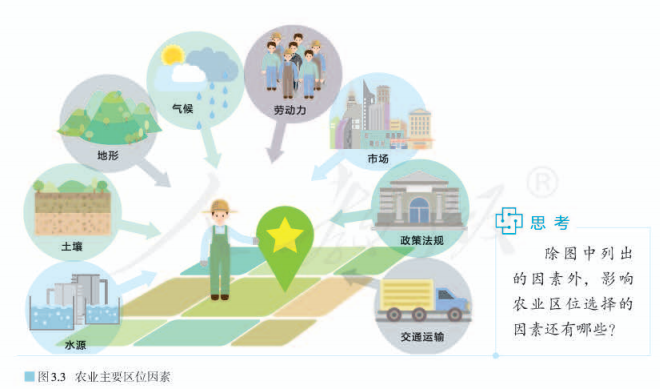 气候
劳动力
地形
市场
土壤
政策法规
水源
交通运输
思考
除图中列出
的因素外，影响
农业区位选择的
因素还有哪些？
图3.3 农业主要区位因素
®